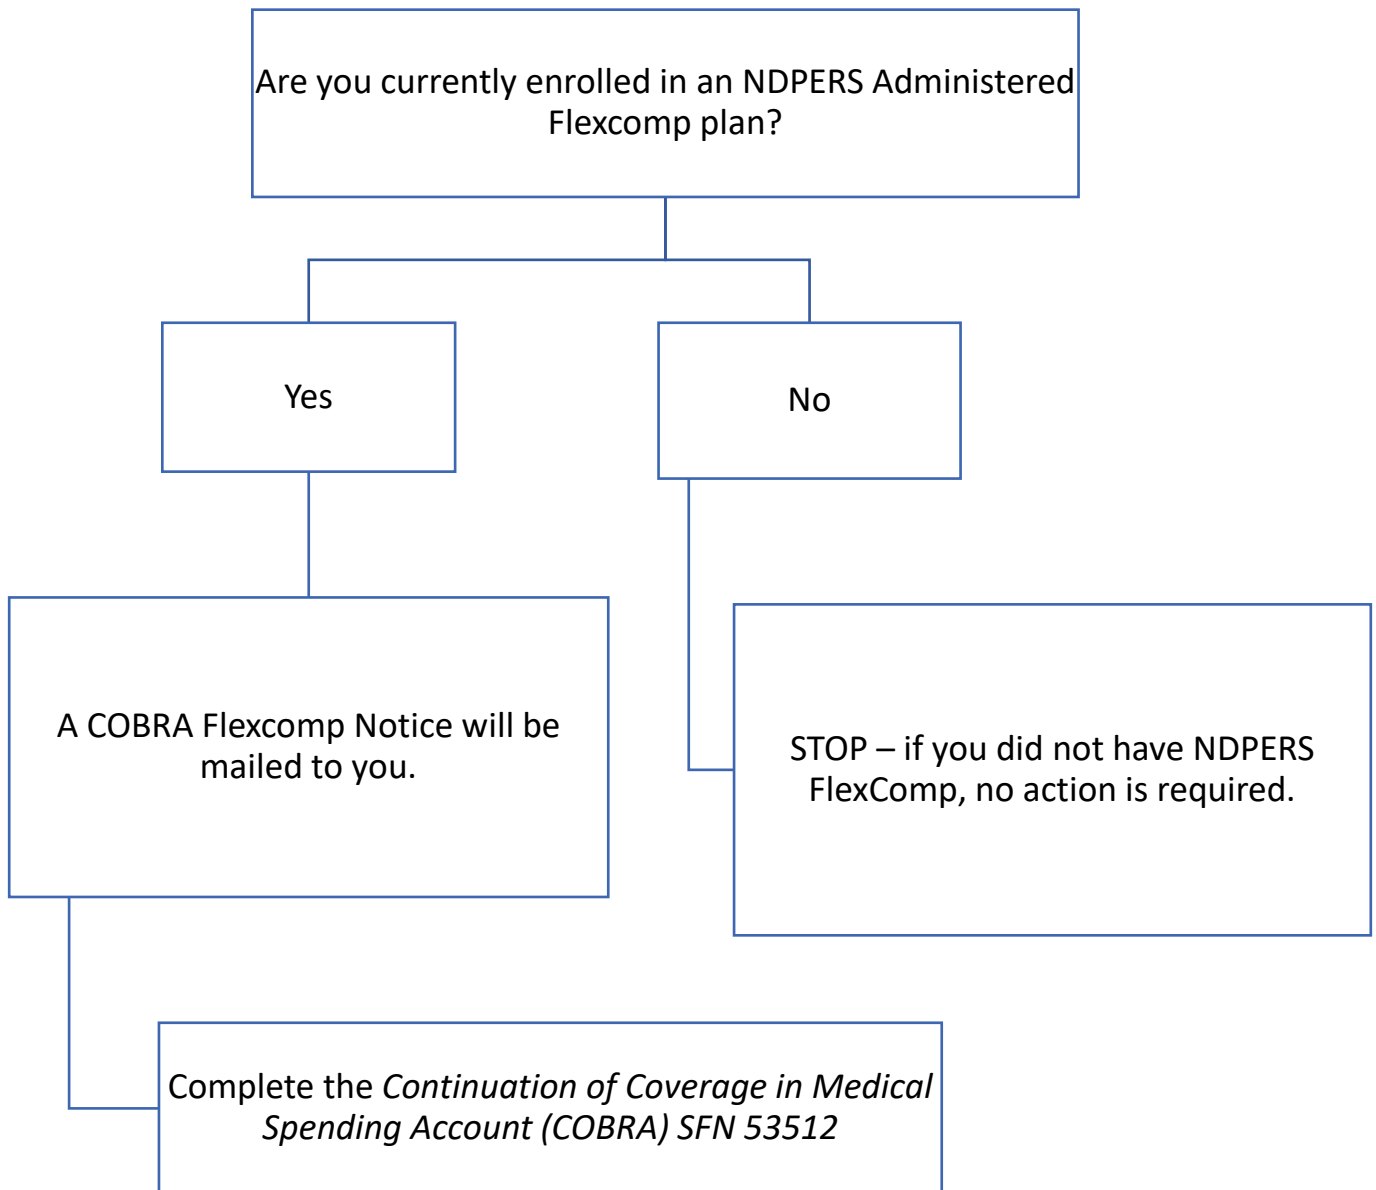 Are you currently enrolled in an NDPERS Administered
Flexcomp plan?
Yes
No
A COBRA Flexcomp Notice will be
mailed to you.
STOP – if you did not have NDPERS
FlexComp, no action is required.
Complete the Continuation of Coverage in Medical
Spending Account (COBRA) SFN 53512